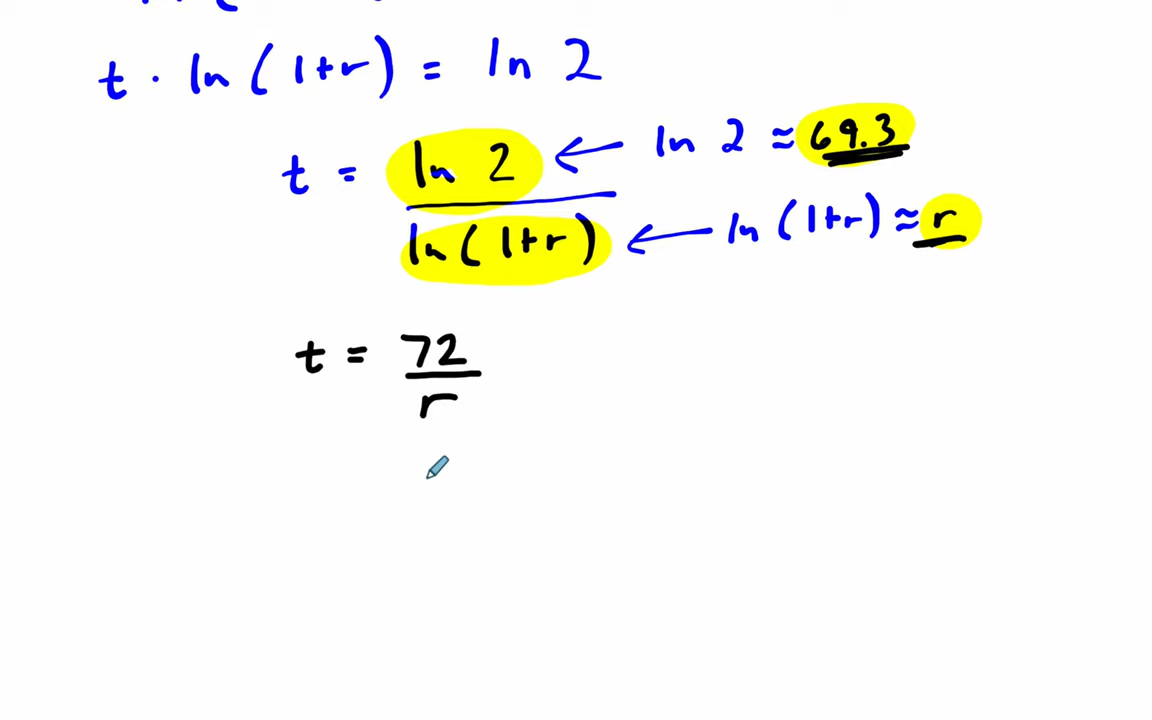 t · ln (1+r) = ln 2
t = ln 2 / ln (1+r) ← ln 2 ≈ 69.3
← ln (1+r) ≈ r
t = 72 / r